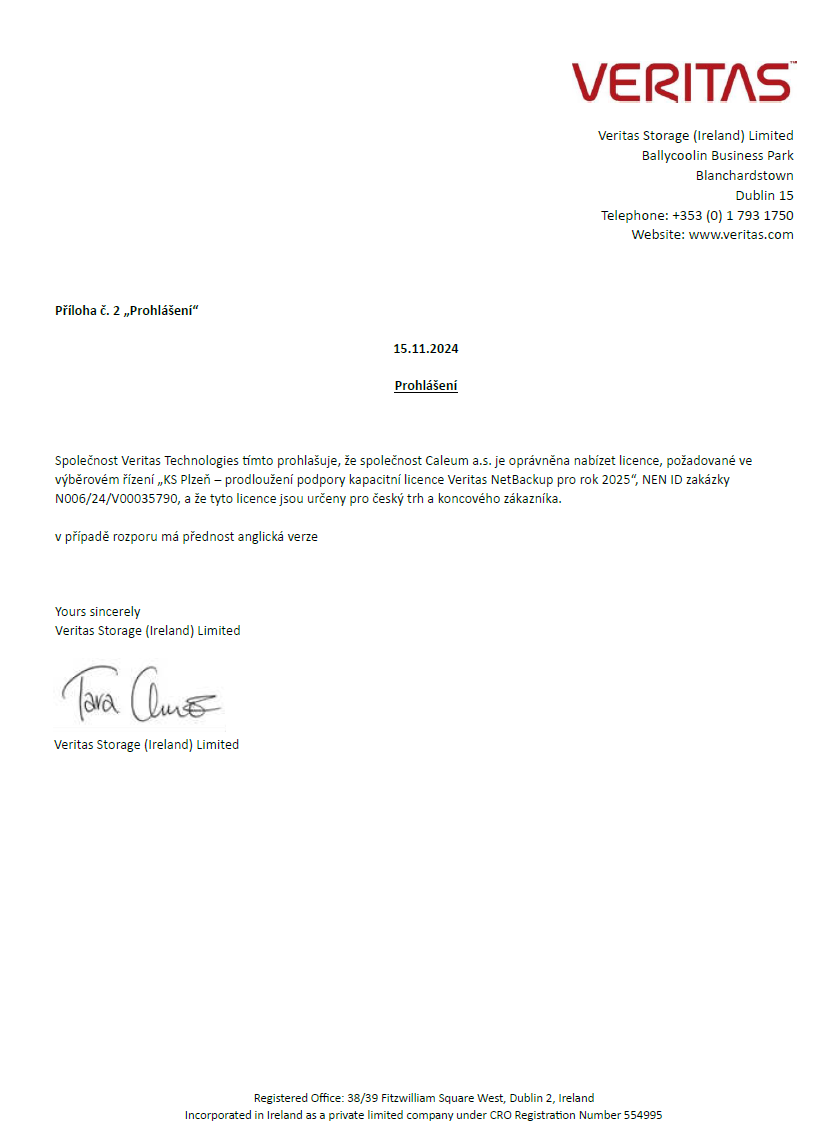 VERITAS™
Veritas Storage (Ireland) Limited
Ballycoolin Business Park
Blanchardstown
Dublin 15
Telephone: +353 (0) 1 793 1750
Website: www.veritas.com
Příloha č. 2 „Prohlášení“
15.11.2024
Prohlášení
Společnost Veritas Technologies tímto prohlašuje, že společnost Caleum a.s. je oprávněna nabízet licence, požadované ve
výběrovém řízení „KS Plzeň – prodloužení podpory kapacitní licence Veritas NetBackup pro rok 2025“, NEN ID zakázky
N006/24/V00035790, a že tyto licence jsou určeny pro český trh a koncového zákazníka.
v případě rozporu má přednost anglická verze
Yours sincerely
Veritas Storage (Ireland) Limited
Tara
Veritas Storage (Ireland) Limited
Registered Office: 38/39 Fitzwilliam Square West, Dublin 2, Ireland
Incorporated in Ireland as a private limited company under CRO Registration Number 554995